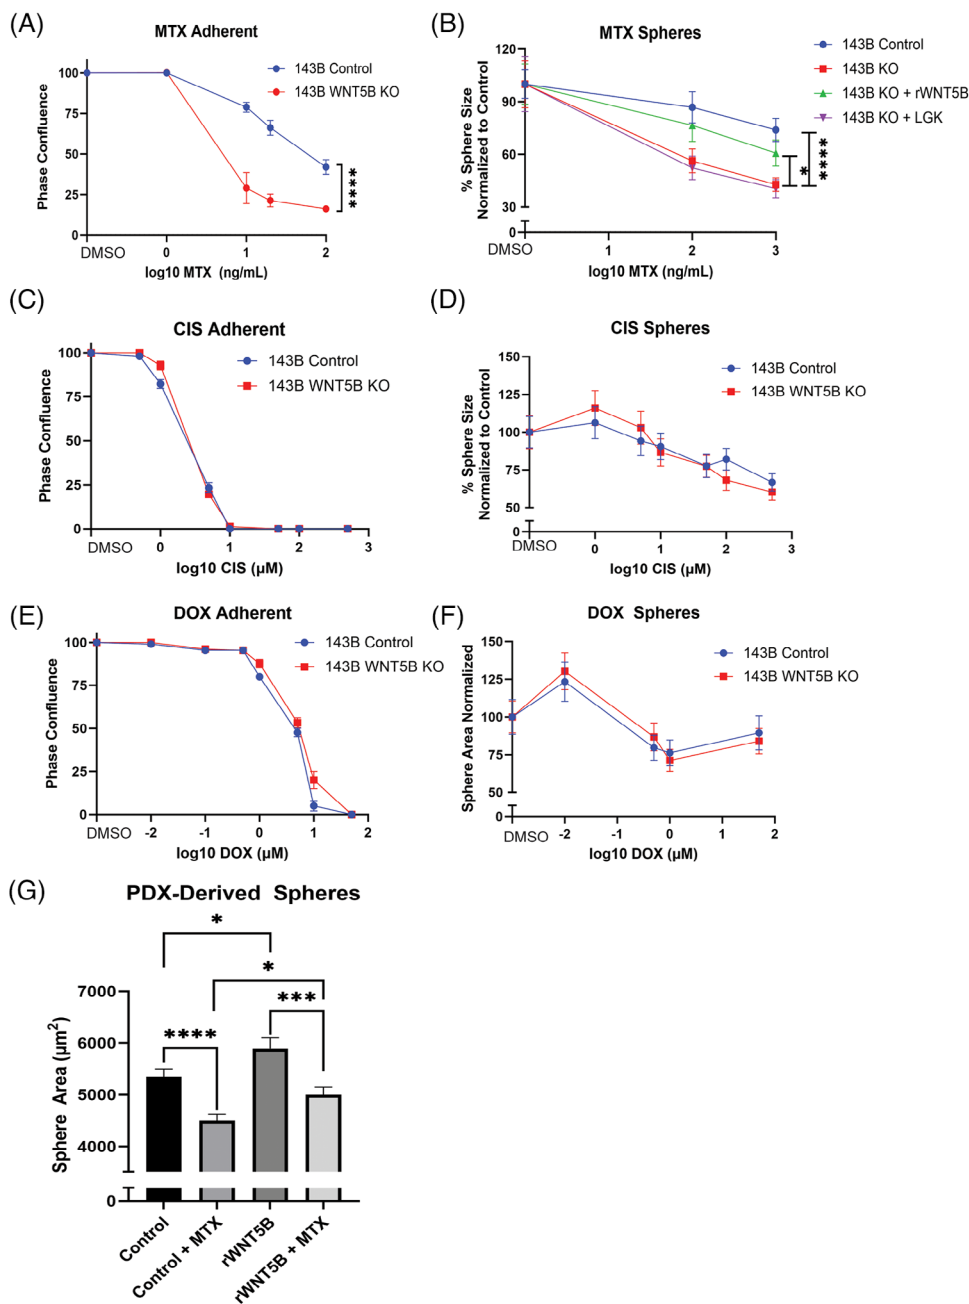 (A)
MTX Adherent
143B Control
143B WNT5B KO
Phase Confluence
100
75
50
25
0
****
DMSO
0
1
2
log10 MTX (ng/mL)
(B)
MTX Spheres
143B Control
143B KO
143B KO + rWNT5B
143B KO + LGK
% Sphere Size
Normalized to Control
120
90
60
30
0
*
****
DMSO
1
2
3
log10 MTX (ng/mL)
(C)
CIS Adherent
143B Control
143B WNT5B KO
Phase Confluence
100
75
50
25
0
DMSO
0
1
2
3
log10 CIS (µM)
(D)
CIS Spheres
143B Control
143B WNT5B KO
% Sphere Size
Normalized to Control
150
125
100
75
50
0
DMSO
0
1
2
3
log10 CIS (µM)
(E)
DOX Adherent
143B Control
143B WNT5B KO
Phase Confluence
100
75
50
25
0
DMSO
-2
-1
0
1
2
log10 DOX (µM)
(F)
DOX Spheres
143B Control
143B WNT5B KO
Sphere Area Normalized
150
125
100
75
50
0
DMSO
-2
-1
0
1
2
log10 DOX (µM)
(G)
PDX-Derived Spheres
*
*
***
****
Sphere Area (µm²)
7000
6000
5000
4000
0
Control
Control + MTX
rWNT5B
rWNT5B + MTX